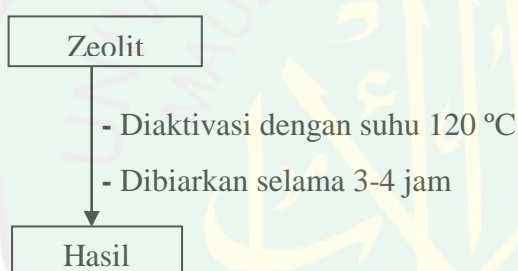 Zeolit
- Diaktivasi dengan suhu 120 ºC
- Dibiarkan selama 3-4 jam
Hasil